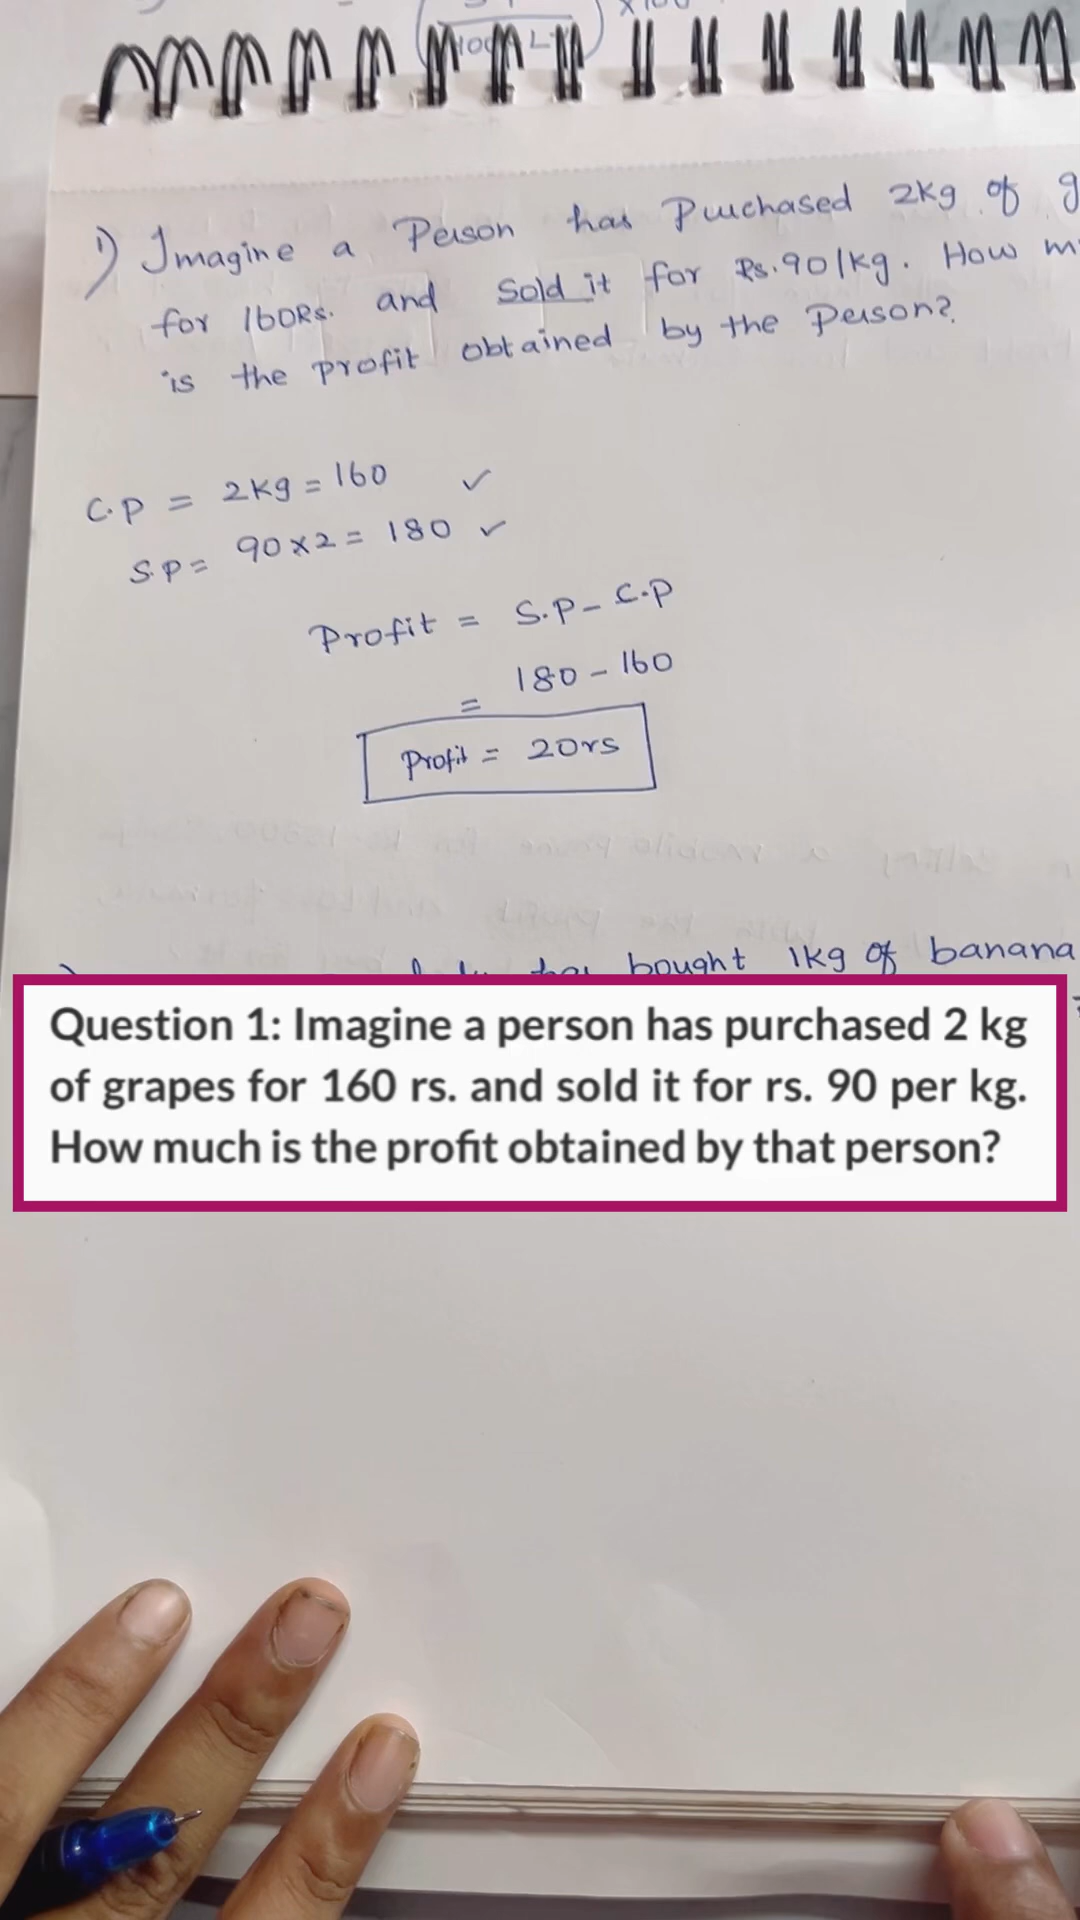 1) Imagine a Person has Purchased 2kg of g
for 160Rs. and Sold it for Rs.90/kg. How m
is the profit obtained by the Person?
C.P = 2kg = 160 ✓
S.P = 90x2 = 180 ✓
Profit = S.P - C.P
= 180 - 160
Profit = 20rs
bought 1kg of banana
Question 1: Imagine a person has purchased 2 kg
of grapes for 160 rs. and sold it for rs. 90 per kg.
How much is the profit obtained by that person?